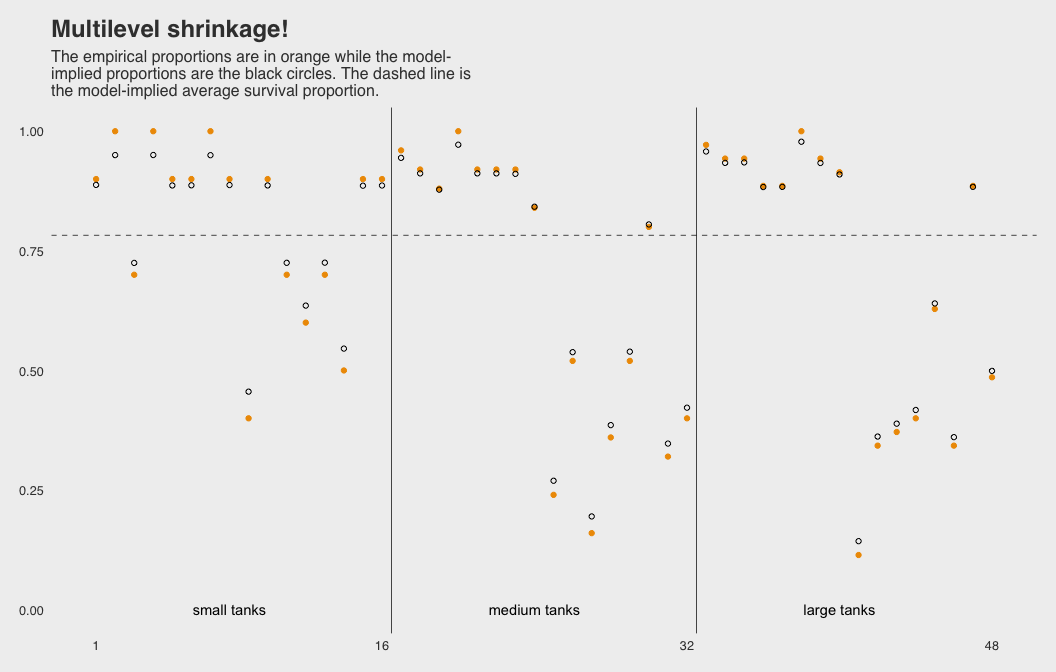 Multilevel shrinkage!
The empirical proportions are in orange while the model-
implied proportions are the black circles. The dashed line is
the model-implied average survival proportion.
1.00
0.75
0.50
0.25
0.00
small tanks medium tanks large tanks
1 16 32 48